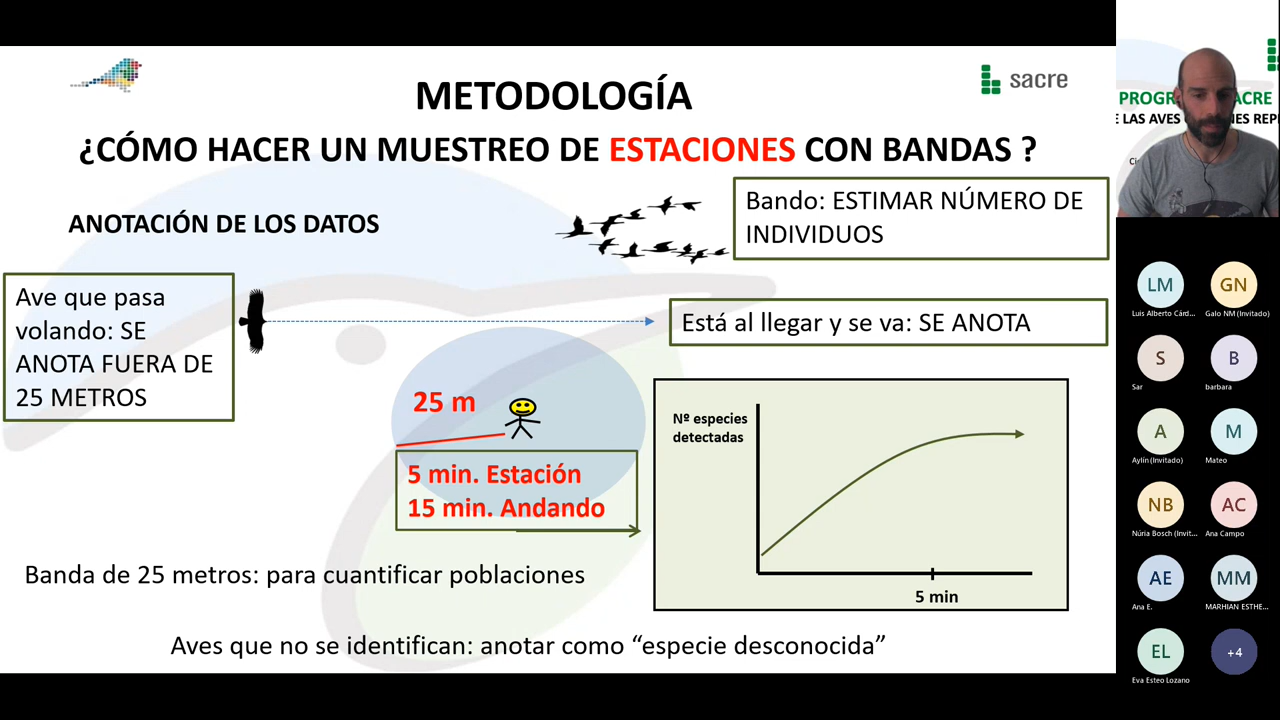 sacre
METODOLOGÍA
¿CÓMO HACER UN MUESTREO DE ESTACIONES CON BANDAS ?
ANOTACIÓN DE LOS DATOS
Bando: ESTIMAR NÚMERO DE
INDIVIDUOS
Ave que pasa
volando: SE
ANOTA FUERA DE
25 METROS
Está al llegar y se va: SE ANOTA
25 m
5 min. Estación
15 min. Andando
Nº especies
detectadas
5 min
Banda de 25 metros: para cuantificar poblaciones
Aves que no se identifican: anotar como “especie desconocida”
LAS AVES
LM
Luis Alberto Cárd...
GN
Galo NM (Invitado)
S
Sar
B
barbara
A
Aylín (Invitado)
M
Mateo
NB
Núria Bosch (Invit...
AC
Ana Campo
AE
Ana E.
MM
MARHIAN ESTHE...
EL
Eva Esteo Lozano
+4